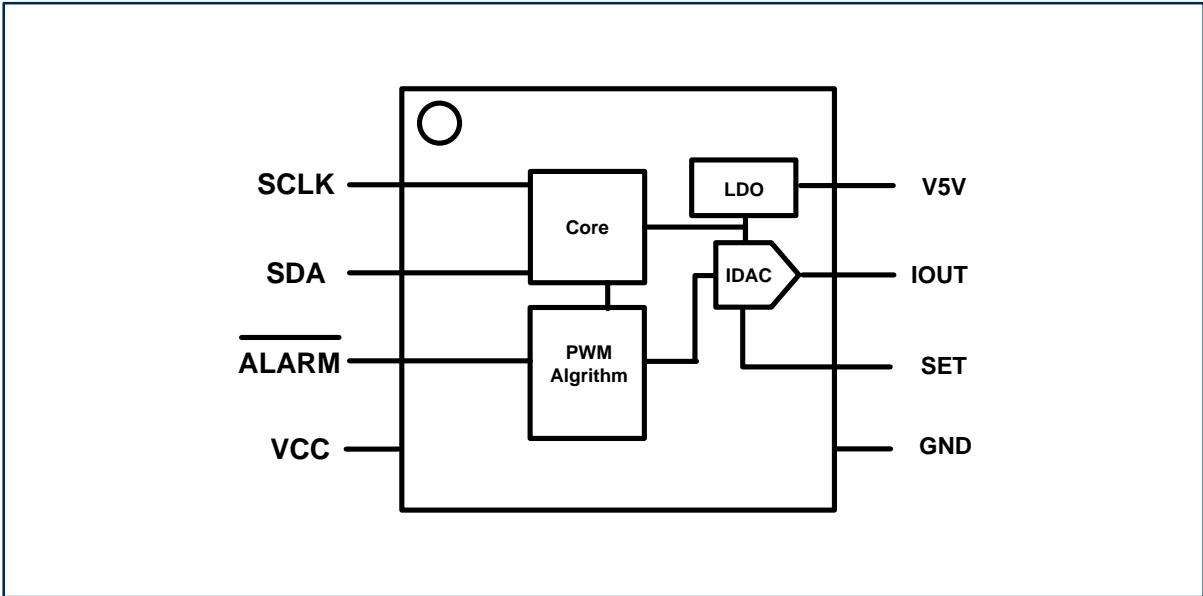 SCLK
SDA
ALARM
VCC
Core
PWM
Algrithm
LDO
IDAC
V5V
IOUT
SET
GND